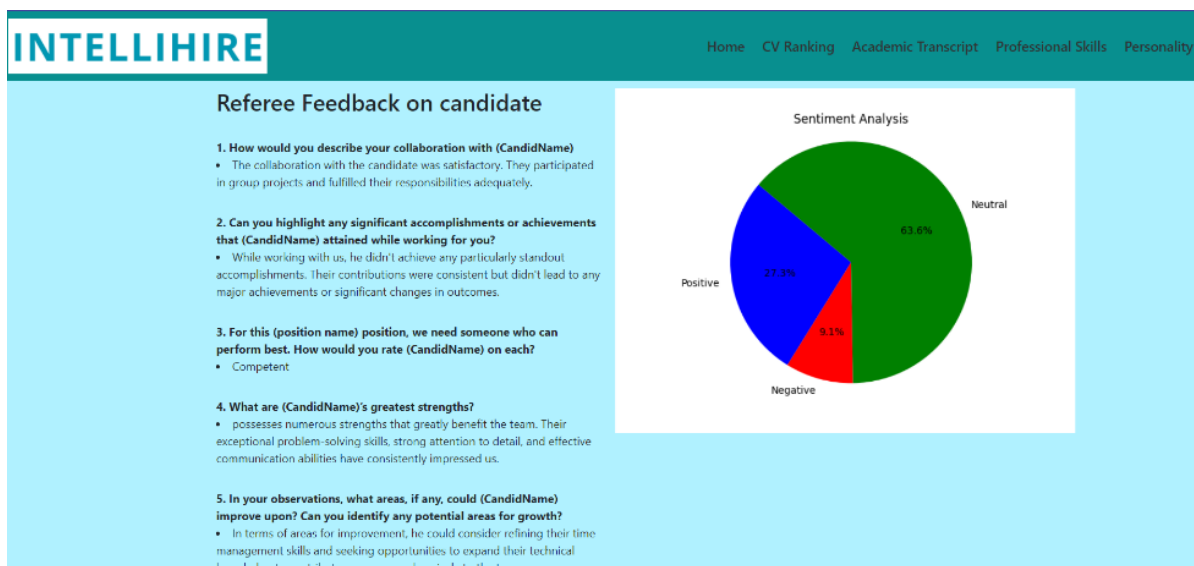 INTELLIHIRE
Home CV Ranking Academic Transcript Professional Skills Personality
Referee Feedback on candidate
1. How would you describe your collaboration with (CandidName)
• The collaboration with the candidate was satisfactory. They participated
in group projects and fulfilled their responsibilities adequately.
2. Can you highlight any significant accomplishments or achievements
that (CandidName) attained while working for you?
• While working with us, he didn't achieve any particularly standout
accomplishments. Their contributions were consistent but didn't lead to any
major achievements or significant changes in outcomes.
3. For this (position name) position, we need someone who can
perform best. How would you rate (CandidName) on each?
• Competent
4. What are (CandidName)'s greatest strengths?
• possesses numerous strengths that greatly benefit the team. Their
exceptional problem-solving skills, strong attention to detail, and effective
communication abilities have consistently impressed us.
5. In your observations, what areas, if any, could (CandidName)
improve upon? Can you identify any potential areas for growth?
• In terms of areas for improvement, he could consider refining their time
management skills and seeking opportunities to expand their technical
Sentiment Analysis
Neutral
63.6%
Positive
27.3%
9.1%
Negative